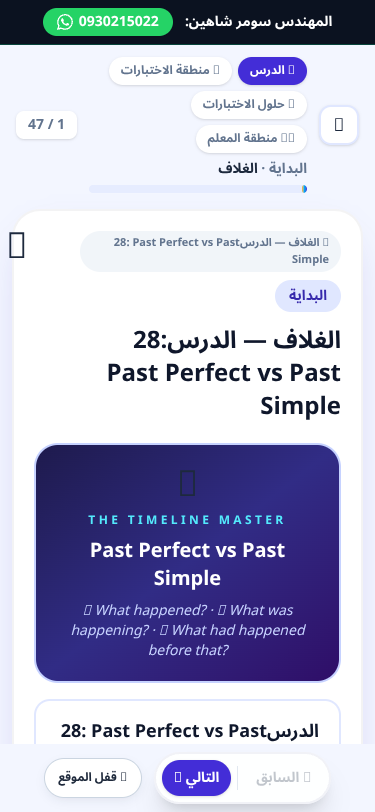 المهندس سومر شاهين: 0930215022
الدرس
منطقة الاختبارات
حلول الاختبارات
منطقة المعلم
1 / 47
البداية · الغلاف
الغلاف — الدرس28: Past Perfect vs Past
Simple
البداية
الغلاف — الدرس28:
Past Perfect vs Past
Simple
THE TIMELINE MASTER
Past Perfect vs Past
Simple
What happened? · What was
happening? · What had happened
before that?
الدرس28: Past Perfect vs Past
السابق
التالي
قفل الموقع